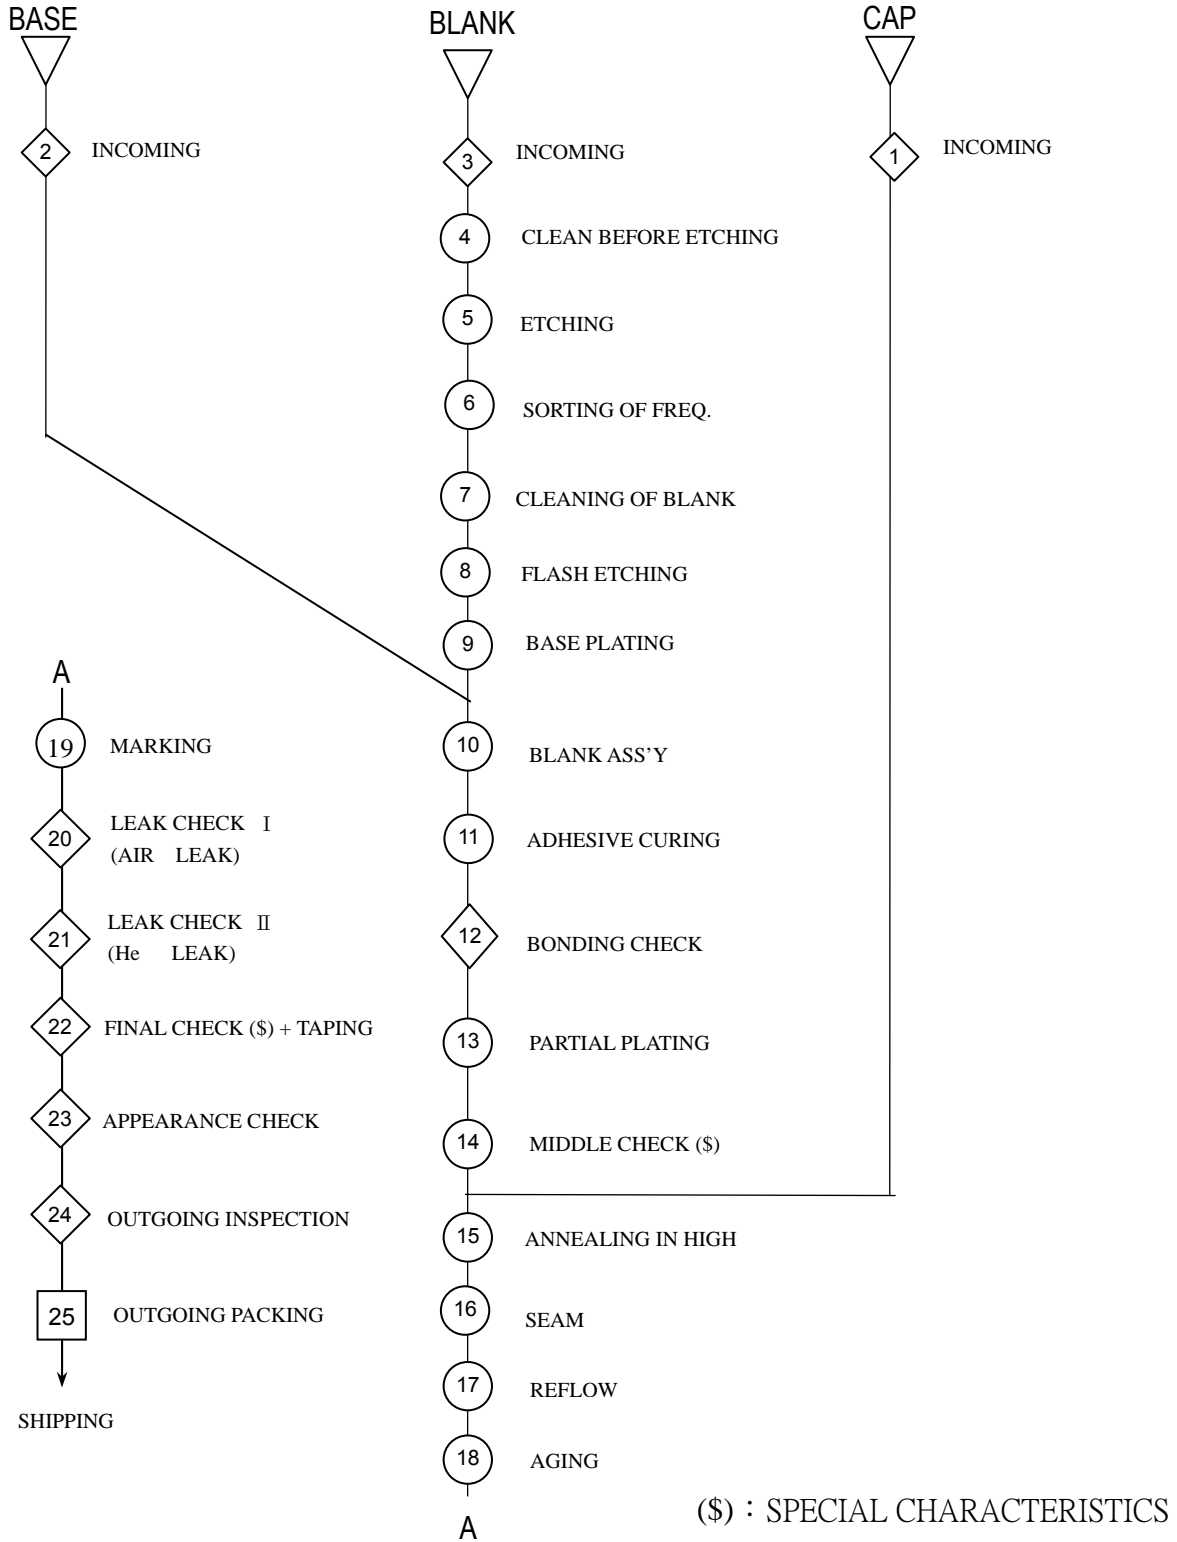 BASE
BLANK
CAP
2 INCOMING
3 INCOMING
1 INCOMING
4 CLEAN BEFORE ETCHING
5 ETCHING
6 SORTING OF FREQ.
7 CLEANING OF BLANK
8 FLASH ETCHING
9 BASE PLATING
10 BLANK ASS’Y
11 ADHESIVE CURING
12 BONDING CHECK
13 PARTIAL PLATING
14 MIDDLE CHECK ($)
15 ANNEALING IN HIGH
16 SEAM
17 REFLOW
18 AGING
A
A
19 MARKING
20 LEAK CHECK Ⅰ
(AIR LEAK)
21 LEAK CHECK Ⅱ
(He LEAK)
22 FINAL CHECK ($) + TAPING
23 APPEARANCE CHECK
24 OUTGOING INSPECTION
25 OUTGOING PACKING
SHIPPING
($)：SPECIAL CHARACTERISTICS